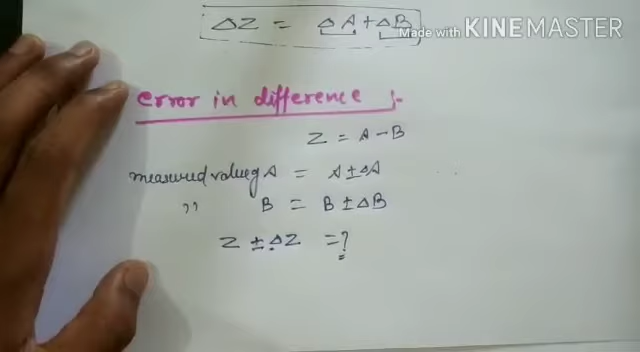 ΔZ = ΔA + ΔB
Made with KINEMASTER
error in difference :-
Z = A - B
measured value of A = A ± ΔA
,, B = B ± ΔB
Z ± ΔZ = ?